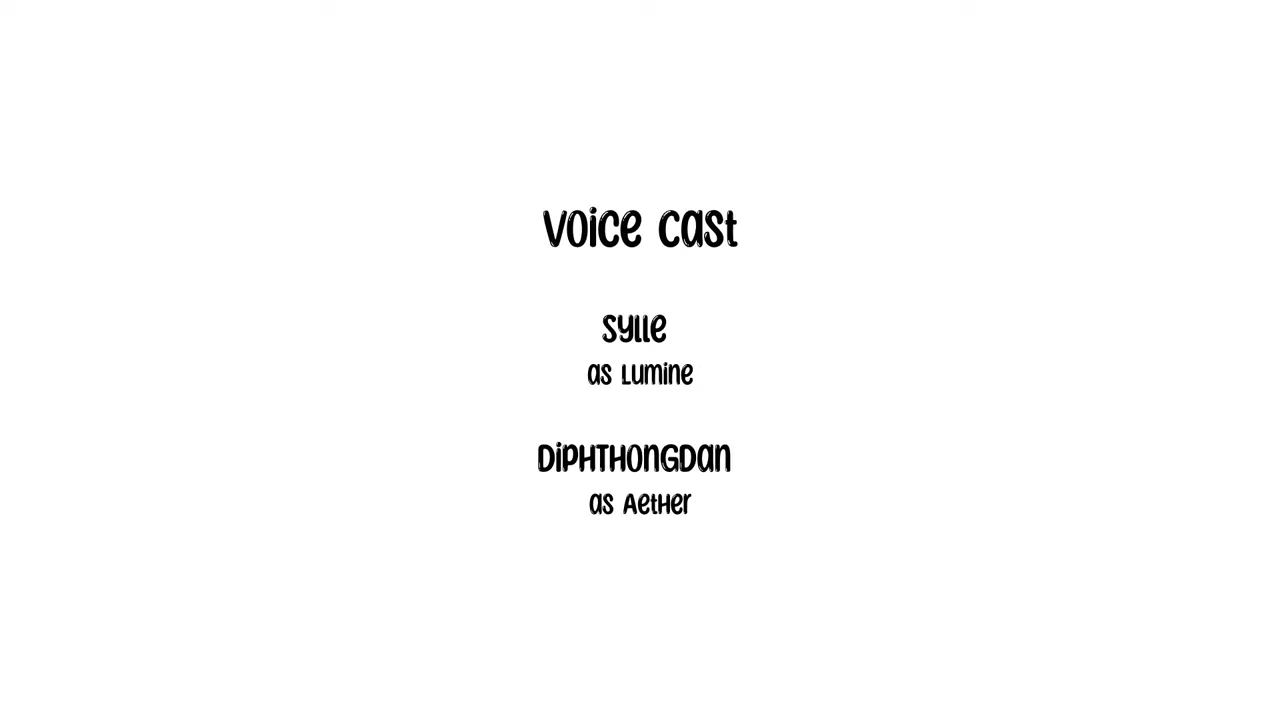 Voice Cast
Sylle
as Lumine
DiphthongDan
as Aether